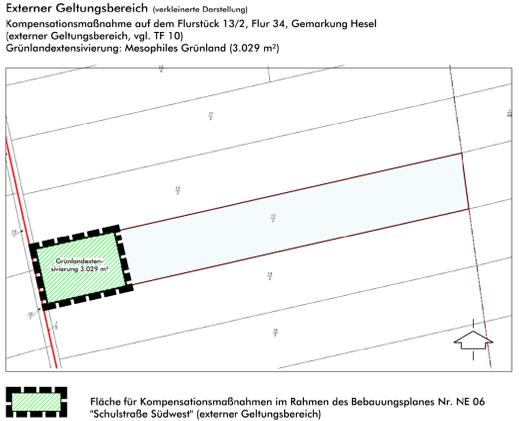 Externer Geltungsbereich (verkleinerte Darstellung)
Kompensationsmaßnahme auf dem Flurstück 13/2, Flur 34, Gemarkung Hesel
(externer Geltungsbereich, vgl. TF 10)
Grünlandextensivierung: Mesophiles Grünland (3.029 m²)
Grünlandexten-
sivierung 3.029 m²
Fläche für Kompensationsmaßnahmen im Rahmen des Bebauungsplanes Nr. NE 06
"Schulstraße Südwest" (externer Geltungsbereich)